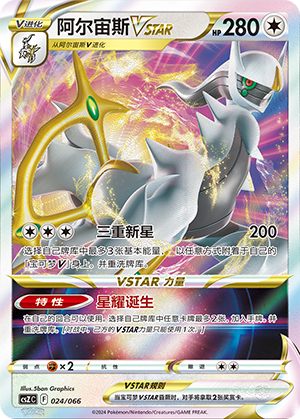 V进化
阿尔宙斯 VSTAR
HP 280
从阿尔宙斯V进化
三重新星 200
选择自己牌库中最多3张基本能量,以任意方式附着于自己的
【宝可梦V】身上。并重洗牌库。
VSTAR 力量
特性 星耀诞生
在自己的回合可以使用。选择自己牌库中任意卡牌最多2张,加入手牌。并
重洗牌库。[对战中,己方的VSTAR力量只能使用1次。]
弱点 ×2 抵抗力 撤退
Illus. 5ban Graphics
VSTAR规则
当宝可梦VSTAR昏厥时,对手将拿取2张奖赏卡。
CSZC F 024/066
©2024 Pokémon/Nintendo/Creatures/GAME FREAK.